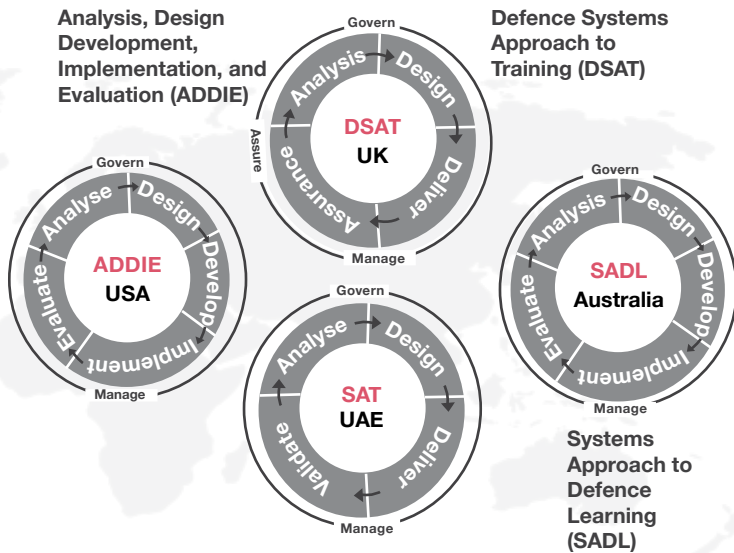 Analysis, Design
Development,
Implementation, and
Evaluation (ADDIE)
Defence Systems
Approach to
Training (DSAT)
Govern
Assure
Manage
Analysis
Design
Deliver
Assurance
DSAT
UK
Govern
Manage
Analyse
Design
Develop
Implement
Evaluate
ADDIE
USA
Govern
Manage
Analysis
Design
Develop
Implement
Evaluate
SADL
Australia
Govern
Manage
Analyse
Design
Deliver
Validate
SAT
UAE
Systems
Approach to
Defence
Learning
(SADL)